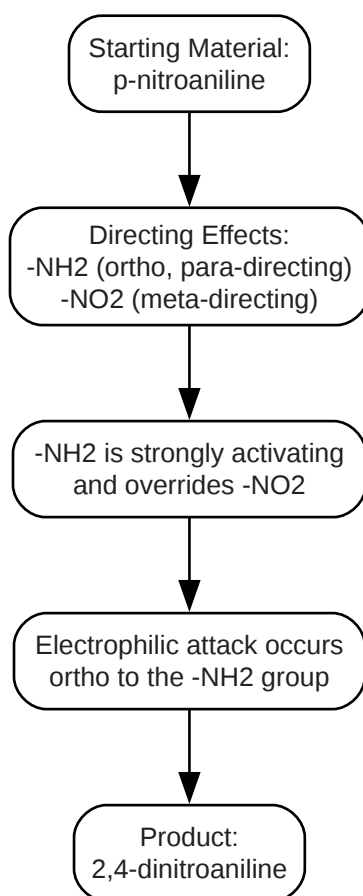 Starting Material:
p-nitroaniline
Directing Effects:
-NH2 (ortho, para-directing)
-NO2 (meta-directing)
-NH2 is strongly activating
and overrides -NO2
Electrophilic attack occurs
ortho to the -NH2 group
Product:
2,4-dinitroaniline